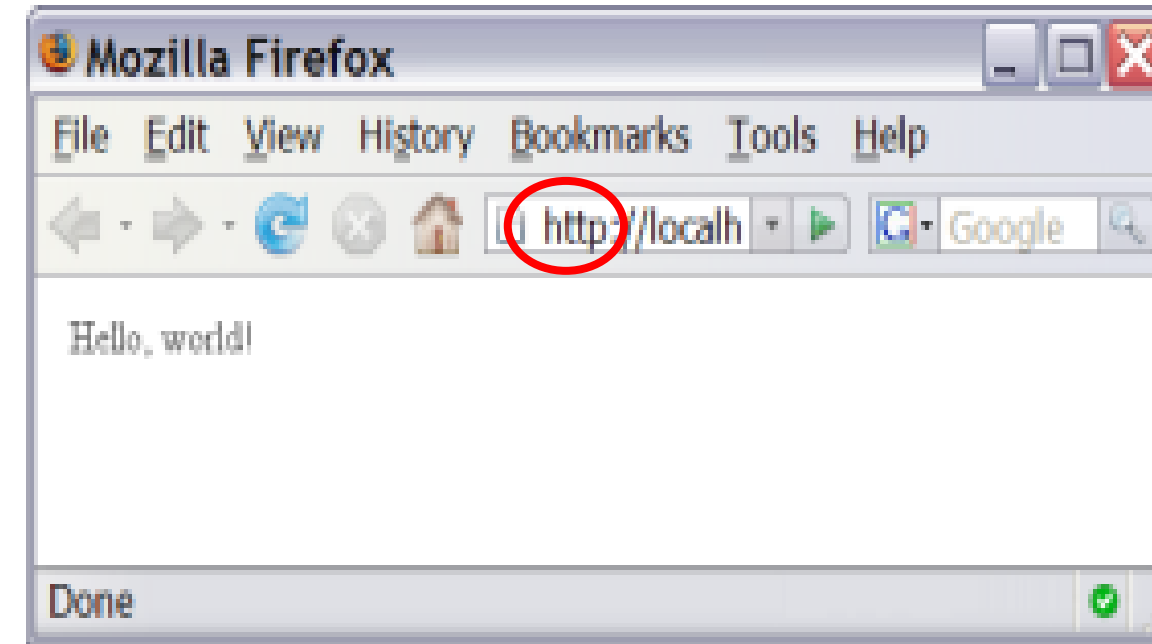 Mozilla Firefox
File Edit View History Bookmarks Tools Help
http://localh Google
Hello, world!
Done